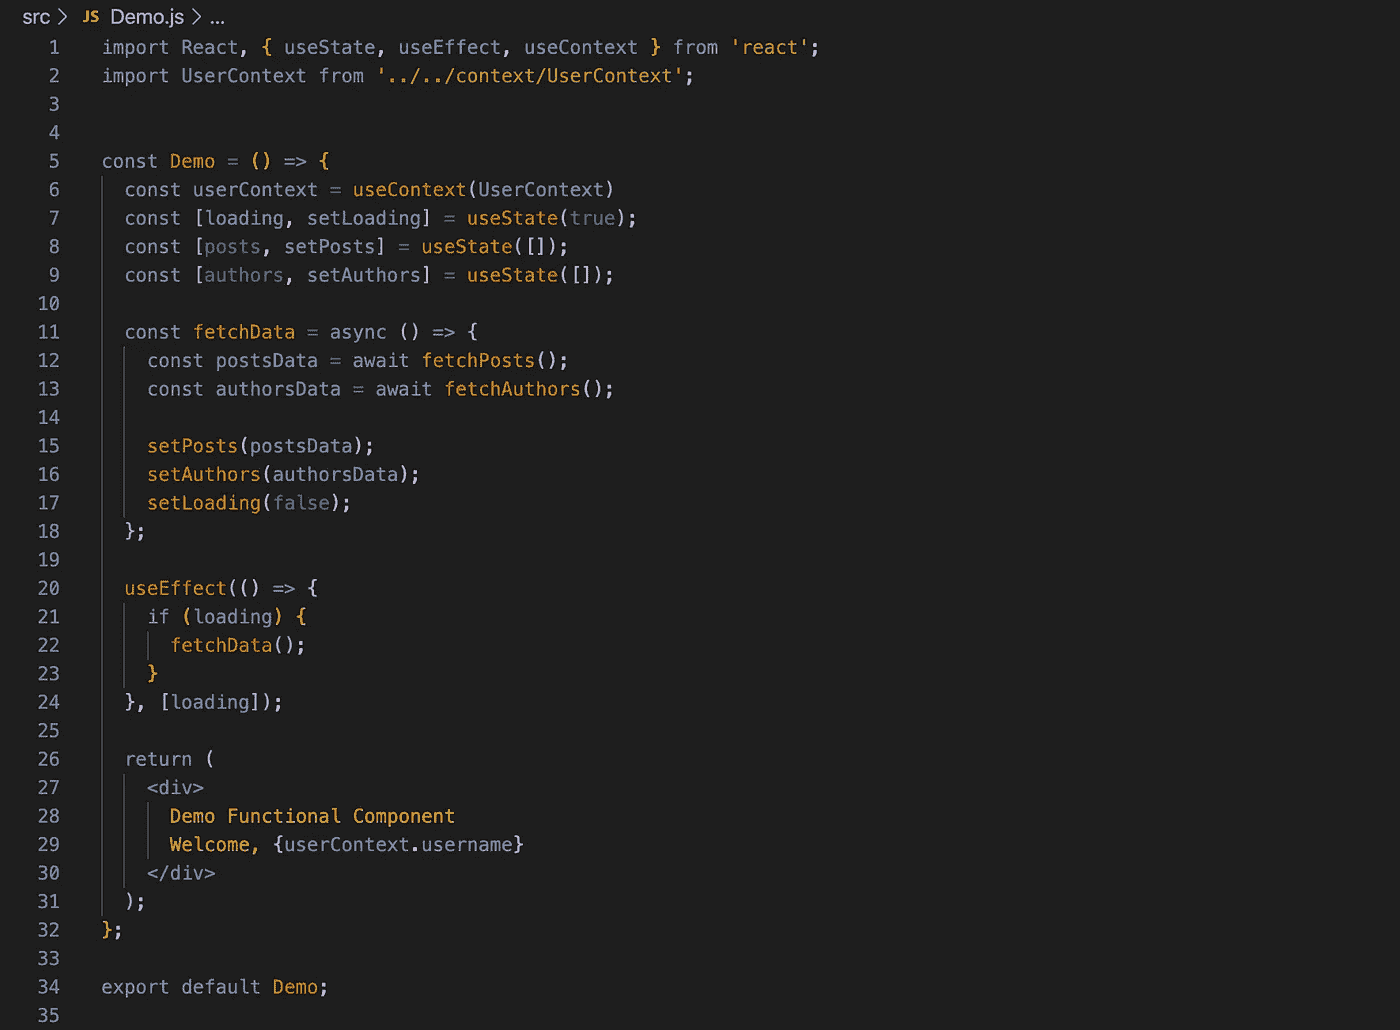 src > JS Demo.js > ...
1 import React, { useState, useEffect, useContext } from 'react';
2 import UserContext from '../../context/UserContext';
3
4
5 const Demo = () => {
6   const userContext = useContext(UserContext)
7   const [loading, setLoading] = useState(true);
8   const [posts, setPosts] = useState([]);
9   const [authors, setAuthors] = useState([]);
10
11   const fetchData = async () => {
12     const postsData = await fetchPosts();
13     const authorsData = await fetchAuthors();
14
15     setPosts(postsData);
16     setAuthors(authorsData);
17     setLoading(false);
18   };
19
20   useEffect(() => {
21     if (loading) {
22       fetchData();
23     }
24   }, [loading]);
25
26   return (
27     <div>
28       Demo Functional Component
29       Welcome, {userContext.username}
30     </div>
31   );
32 };
33
34 export default Demo;
35